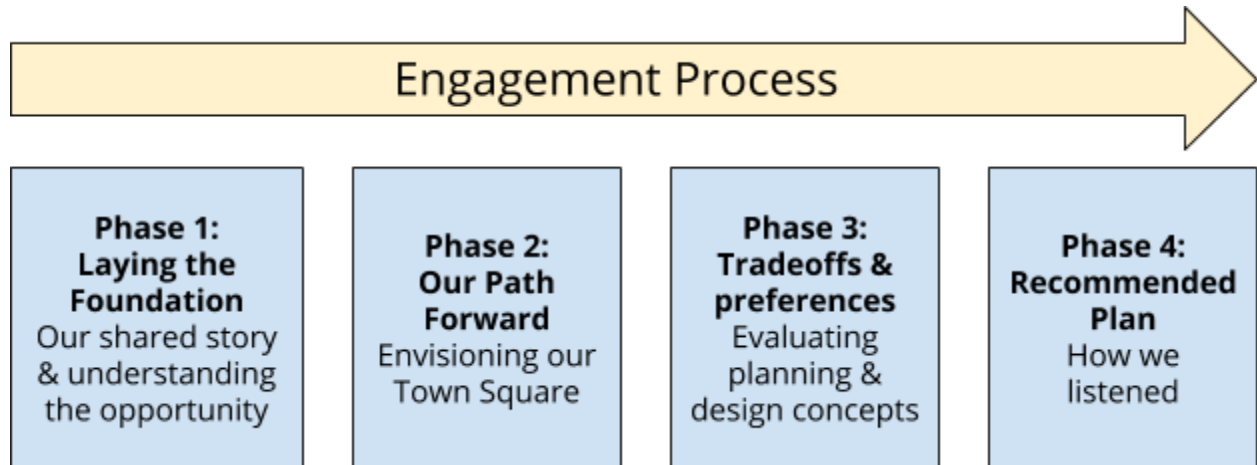 Engagement Process
Phase 1:
Laying the
Foundation
Our shared story
& understanding
the opportunity
Phase 2:
Our Path
Forward
Envisioning our
Town Square
Phase 3:
Tradeoffs &
preferences
Evaluating
planning &
design concepts
Phase 4:
Recommended
Plan
How we
listened